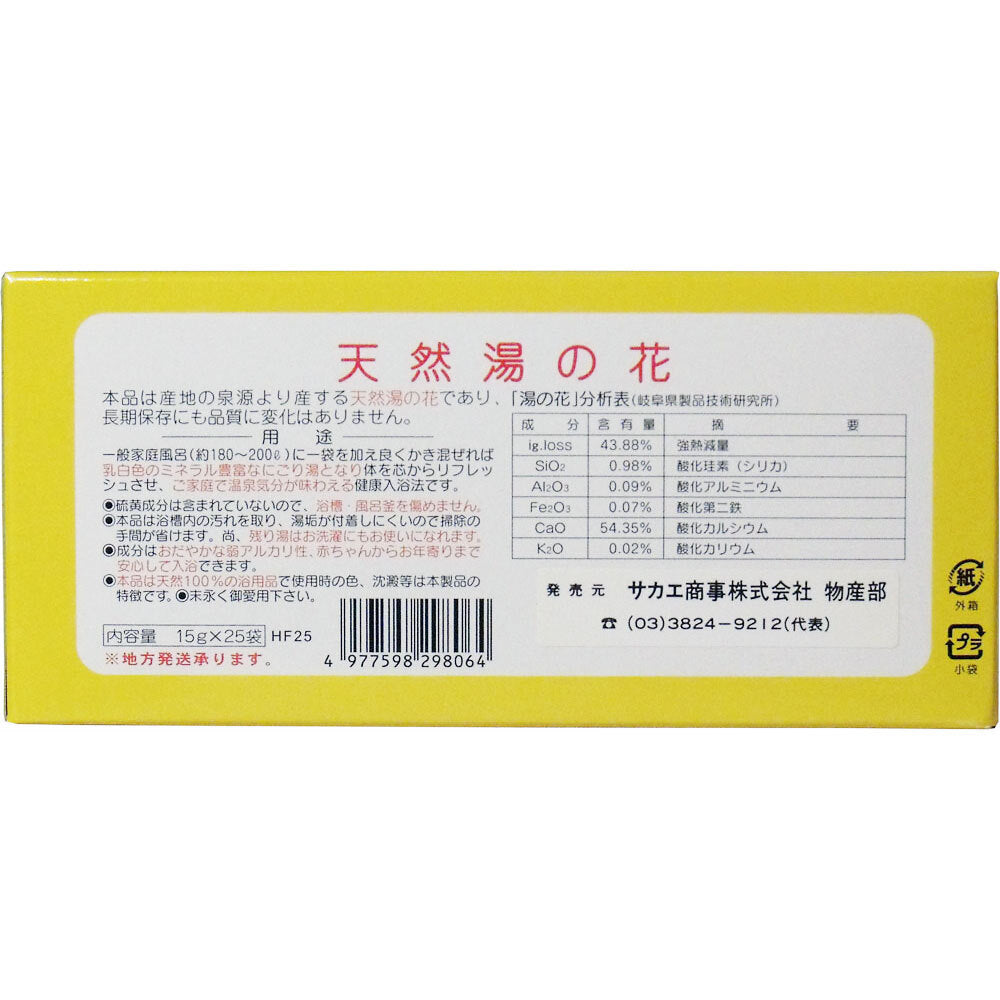 天然湯の花
本品は産地の泉源より産する天然湯の花であり、
長期保存にも品質に変化はありません。
用途
一般家庭風呂(約180〜200ℓ)に一袋を加え良くかき混ぜれば
乳白色のミネラル豊富なにごり湯となり体を芯からリフレッ
シュさせ、ご家庭で温泉気分が味わえる健康入浴法です。
●硫黄成分は含まれていないので、浴槽・風呂釜を傷めません。
●本品は浴槽内の汚れを取り、湯垢が付着しにくいので掃除の
手間が省けます。尚、残り湯はお洗濯にもお使いになれます。
●成分はおだやかな弱アルカリ性、赤ちゃんからお年寄りまで
安心して入浴できます。
●本品は天然100％の浴用品で使用時の色、沈澱等は本製品の
特徴です。●末永く御愛用下さい。
内容量 15g×25袋 HF25
※地方発送承ります。
4 977598 298064
「湯の花」分析表(岐阜県製品技術研究所)
成分 含有量 摘要
ig.loss 43.88% 強熱減量
SiO2 0.98% 酸化珪素（シリカ）
Al2O3 0.09% 酸化アルミニウム
Fe2O3 0.07% 酸化第二鉄
CaO 54.35% 酸化カルシウム
K2O 0.02% 酸化カリウム
発売元 サカエ商事株式会社 物産部
☎ (03)3824−9212(代表)
紙
外箱
プラ
小袋